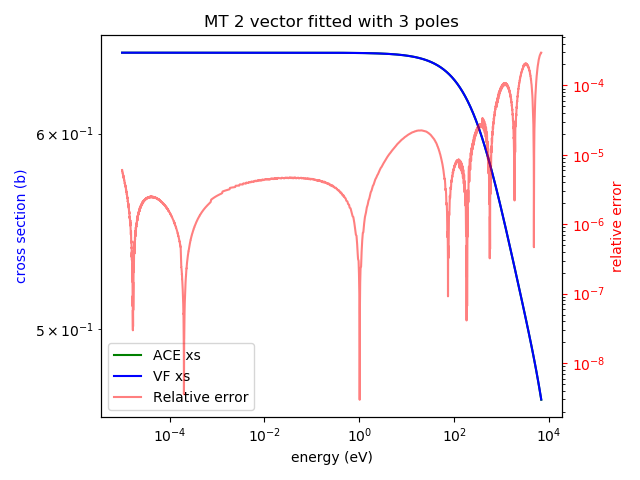 MT 2 vector fitted with 3 poles
6 × 10⁻¹
5 × 10⁻¹
cross section (b)
10⁻⁴
10⁻⁵
10⁻⁶
10⁻⁷
10⁻⁸
relative error
ACE xs
VF xs
Relative error
10⁻⁴
10⁻²
10⁰
10²
10⁴
energy (eV)